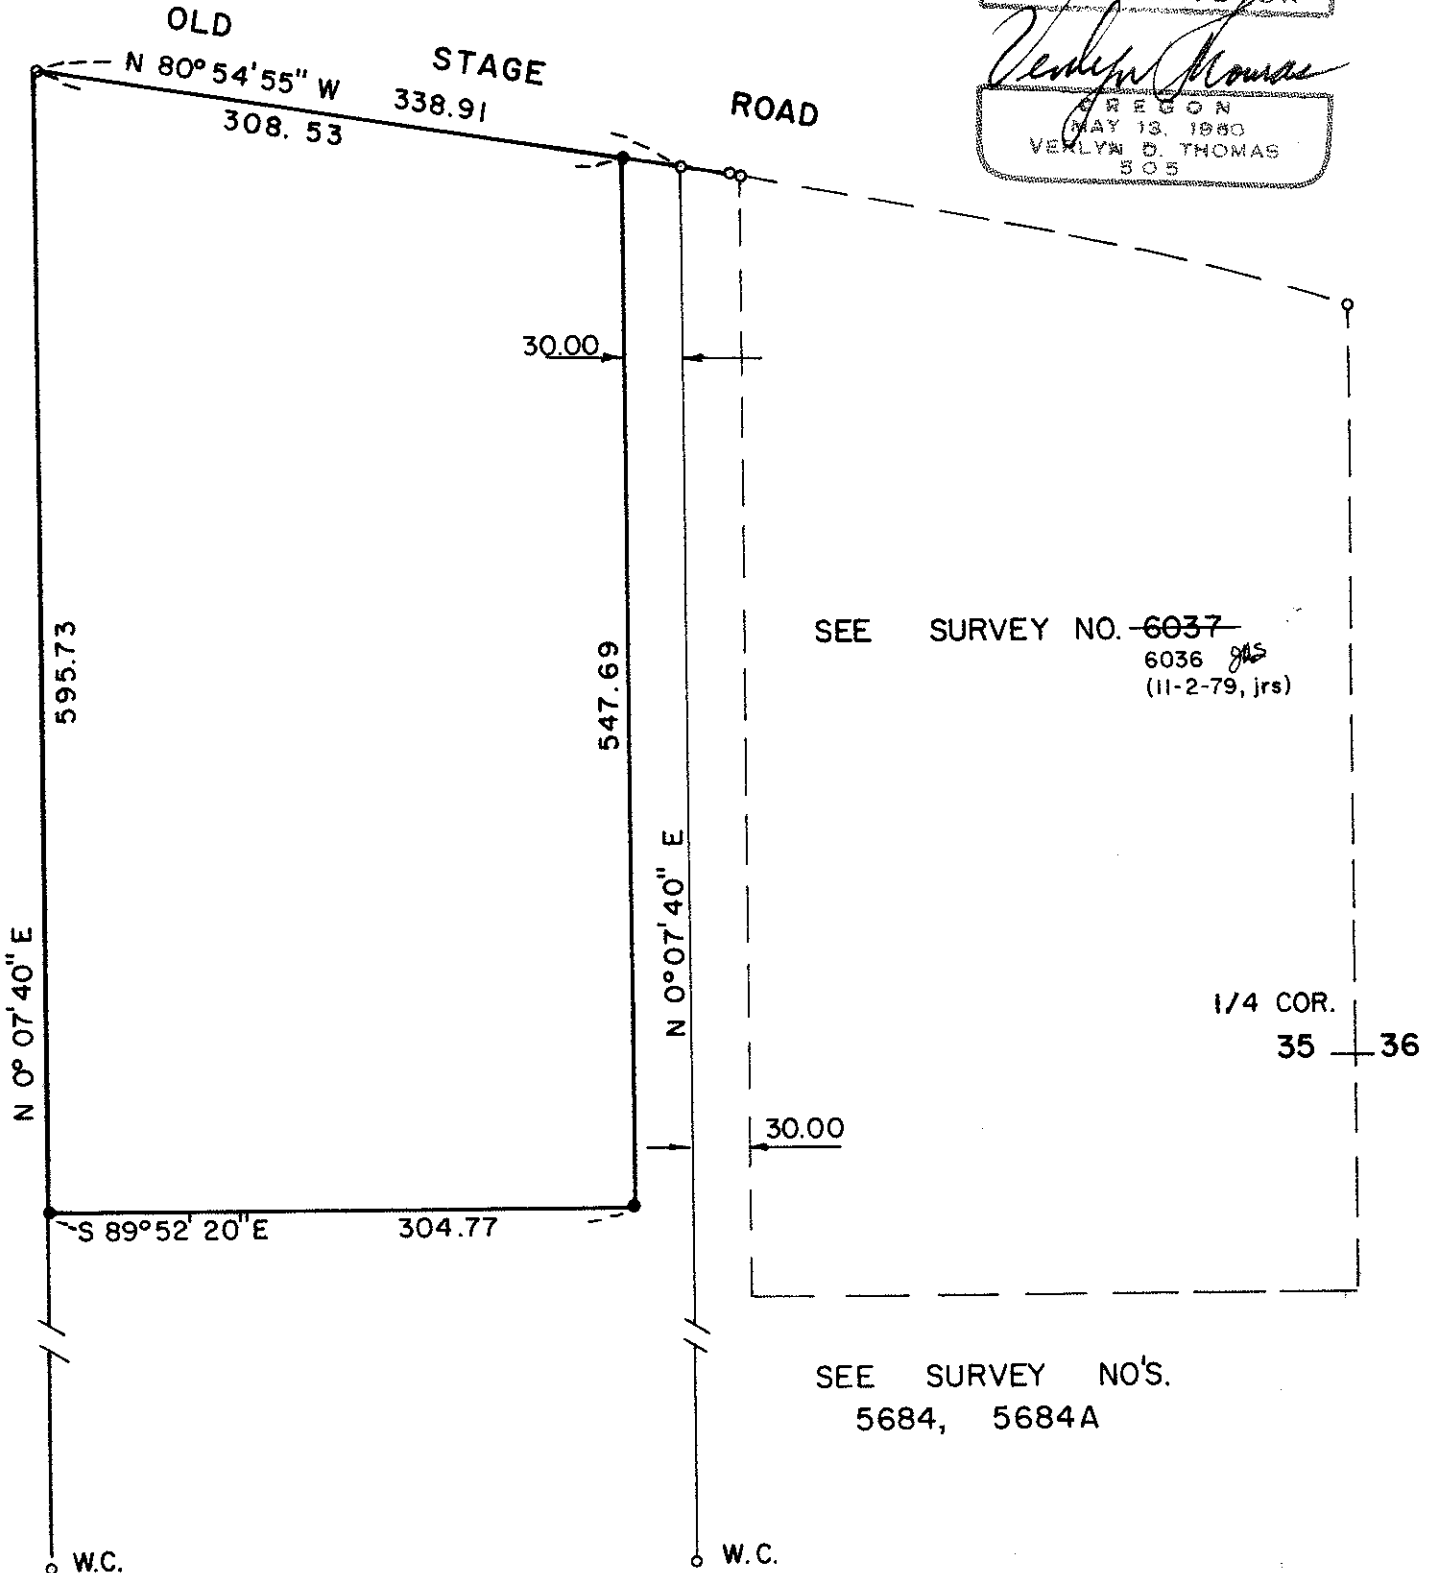 OLD
STAGE
ROAD
N 80° 54' 55" W
338.91
308.53
OREGON
MAY 13, 1960
VERLYN D. THOMAS
505
30.00
595.73
547.69
SEE SURVEY NO. 6037
6036 jrs
(11-2-79, jrs)
N 0° 07' 40" E
N 0° 07' 40" E
1/4 COR.
35 36
30.00
S 89° 52' 20" E
304.77
SEE SURVEY NO'S.
5684, 5684A
W.C.
W.C.